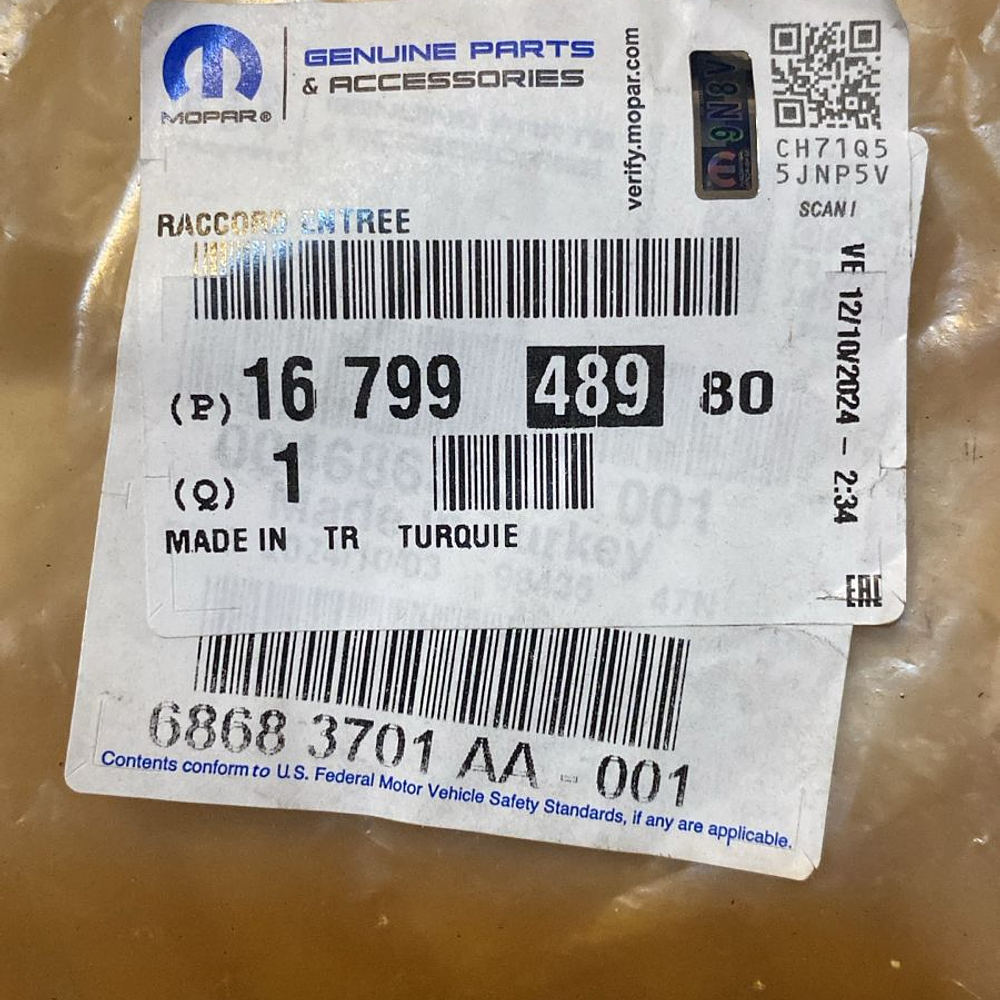 MOPAR®
GENUINE PARTS
& ACCESSORIES
verify.mopar.com
9N8V
CH71Q5
5JNP5V
SCAN!
RACCORD ENTREE
(P) 16 799 489 80
(Q) 1
MADE IN TR TURQUIE
VE 12/10/2024 - 2:34
EAC
001
6868 3701 AA - 001
Contents conform to U.S. Federal Motor Vehicle Safety Standards, if any are applicable.